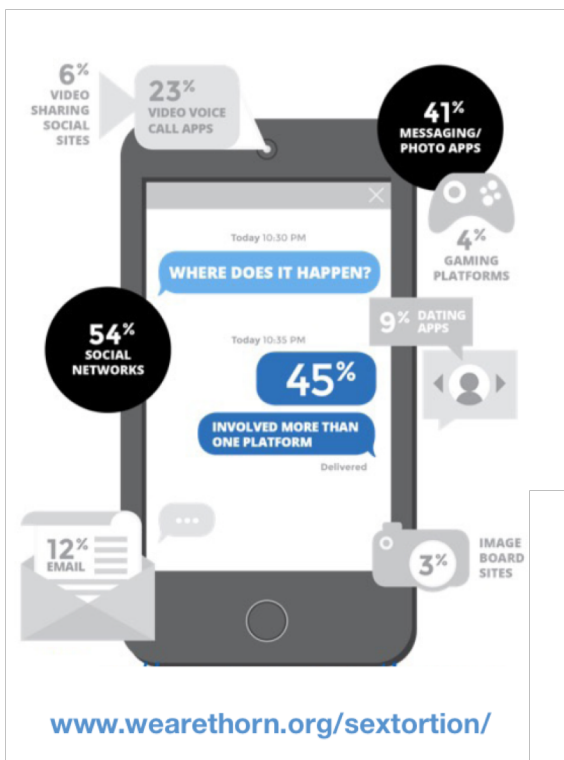 6%
VIDEO
SHARING
SOCIAL
SITES
23%
VIDEO VOICE
CALL APPS
41%
MESSAGING/
PHOTO APPS
4%
GAMING
PLATFORMS
Today 10:30 PM
WHERE DOES IT HAPPEN?
54%
SOCIAL
NETWORKS
9% DATING
APPS
Today 10:35 PM
45%
INVOLVED MORE THAN
ONE PLATFORM
Delivered
12%
EMAIL
3%
IMAGE
BOARD
SITES
www.wearethorn.org/sextortion/